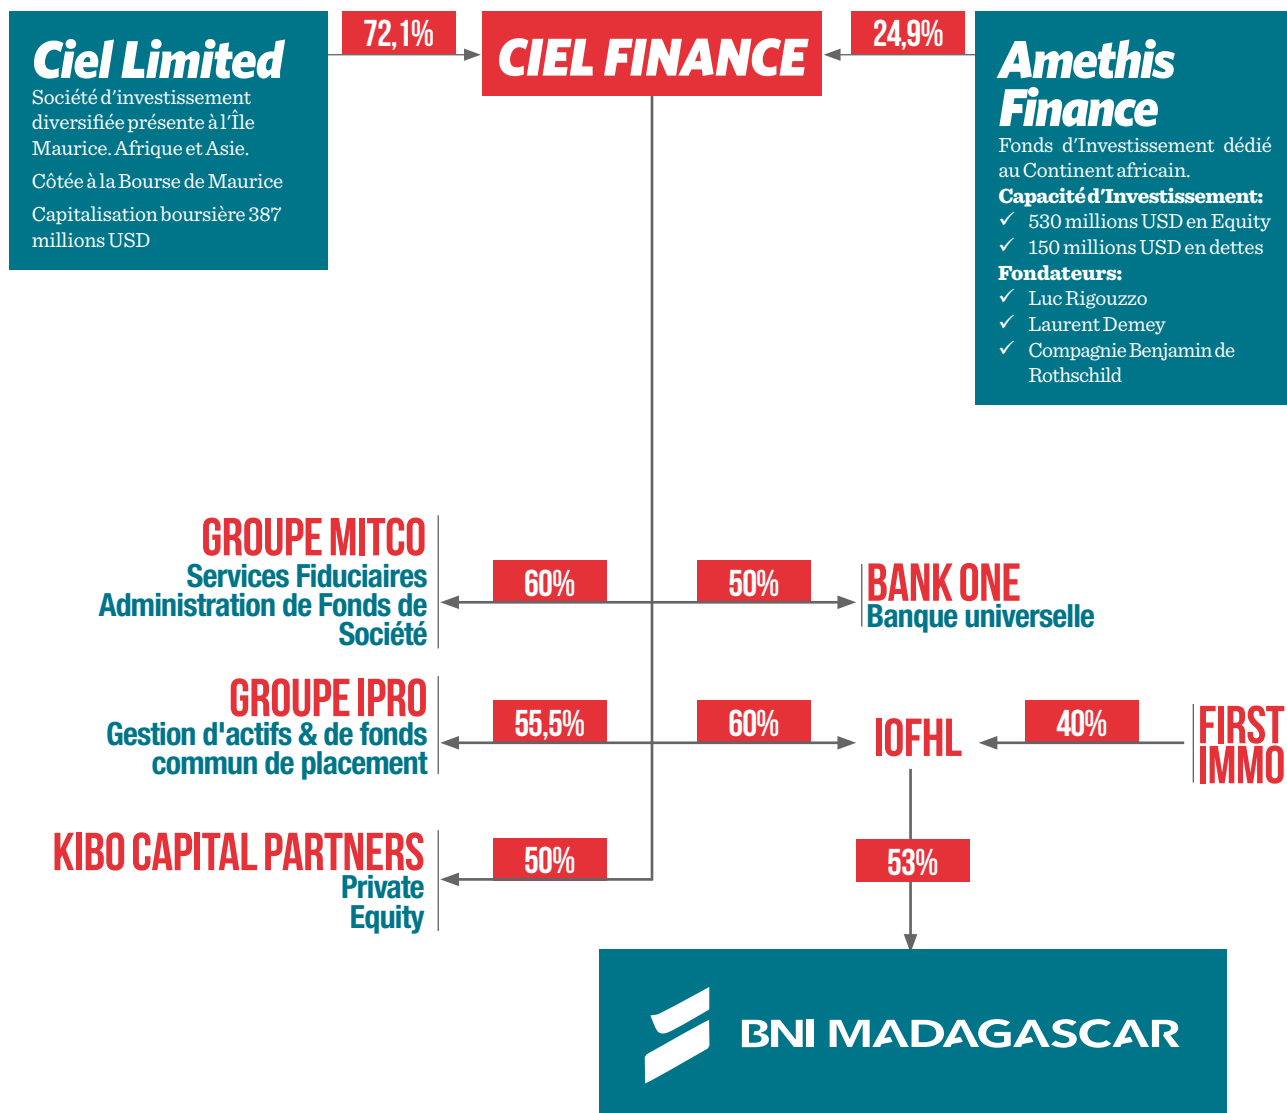 Ciel Limited
Société d'investissement
diversifiée présente à l'Île
Maurice. Afrique et Asie.
Côtée à la Bourse de Maurice
Capitalisation boursière 387
millions USD
72,1%
CIEL FINANCE
24,9%
Amethis
Finance
Fonds d'Investissement dédié
au Continent africain.
Capacité d'Investissement:
✓ 530 millions USD en Equity
✓ 150 millions USD en dettes
Fondateurs:
✓ Luc Rigouzzo
✓ Laurent Demey
✓ Compagnie Benjamin de
Rothschild
GROUPE MITCO
Services Fiduciaires
Administration de Fonds de
Société
60%
50%
BANK ONE
Banque universelle
GROUPE IPRO
Gestion d'actifs & de fonds
commun de placement
55,5%
60%
IOFHL
40%
FIRST
IMMO
KIBO CAPITAL PARTNERS
Private
Equity
50%
53%
BNI MADAGASCAR